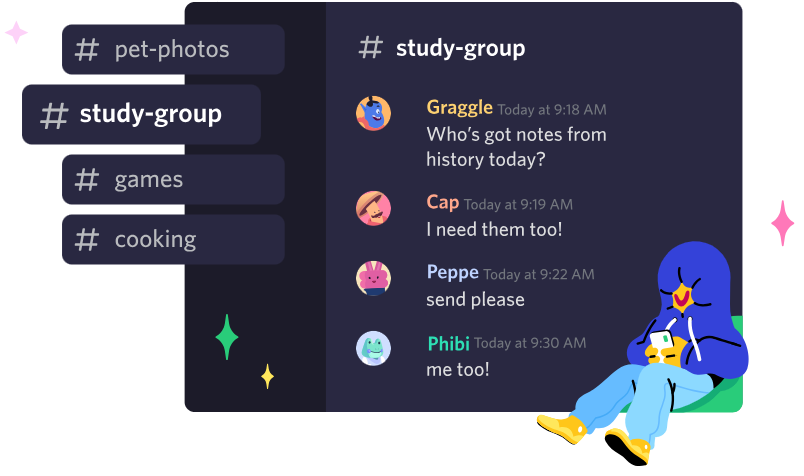 # pet-photos
# study-group
# games
# cooking
# study-group
Graggle Today at 9:18 AM
Who's got notes from
history today?
Cap Today at 9:19 AM
I need them too!
Peppe Today at 9:22 AM
send please
Phibi Today at 9:30 AM
me too!